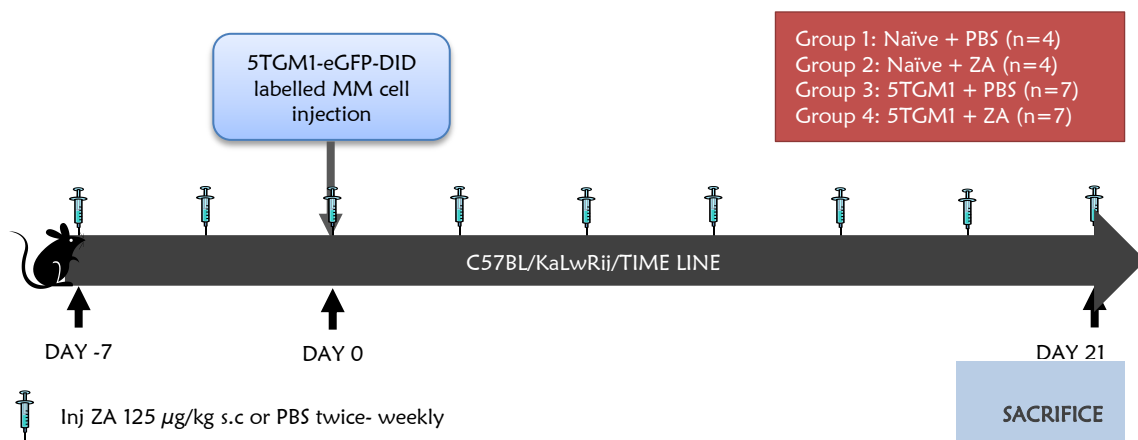 5TGM1-eGFP-DID
labelled MM cell
injection
Group 1: Naïve + PBS (n=4)
Group 2: Naïve + ZA (n=4)
Group 3: 5TGM1 + PBS (n=7)
Group 4: 5TGM1 + ZA (n=7)
C57BL/KaLwRij/TIME LINE
DAY -7
DAY 0
DAY 21
Inj ZA 125 µg/kg s.c or PBS twice- weekly
SACRIFICE